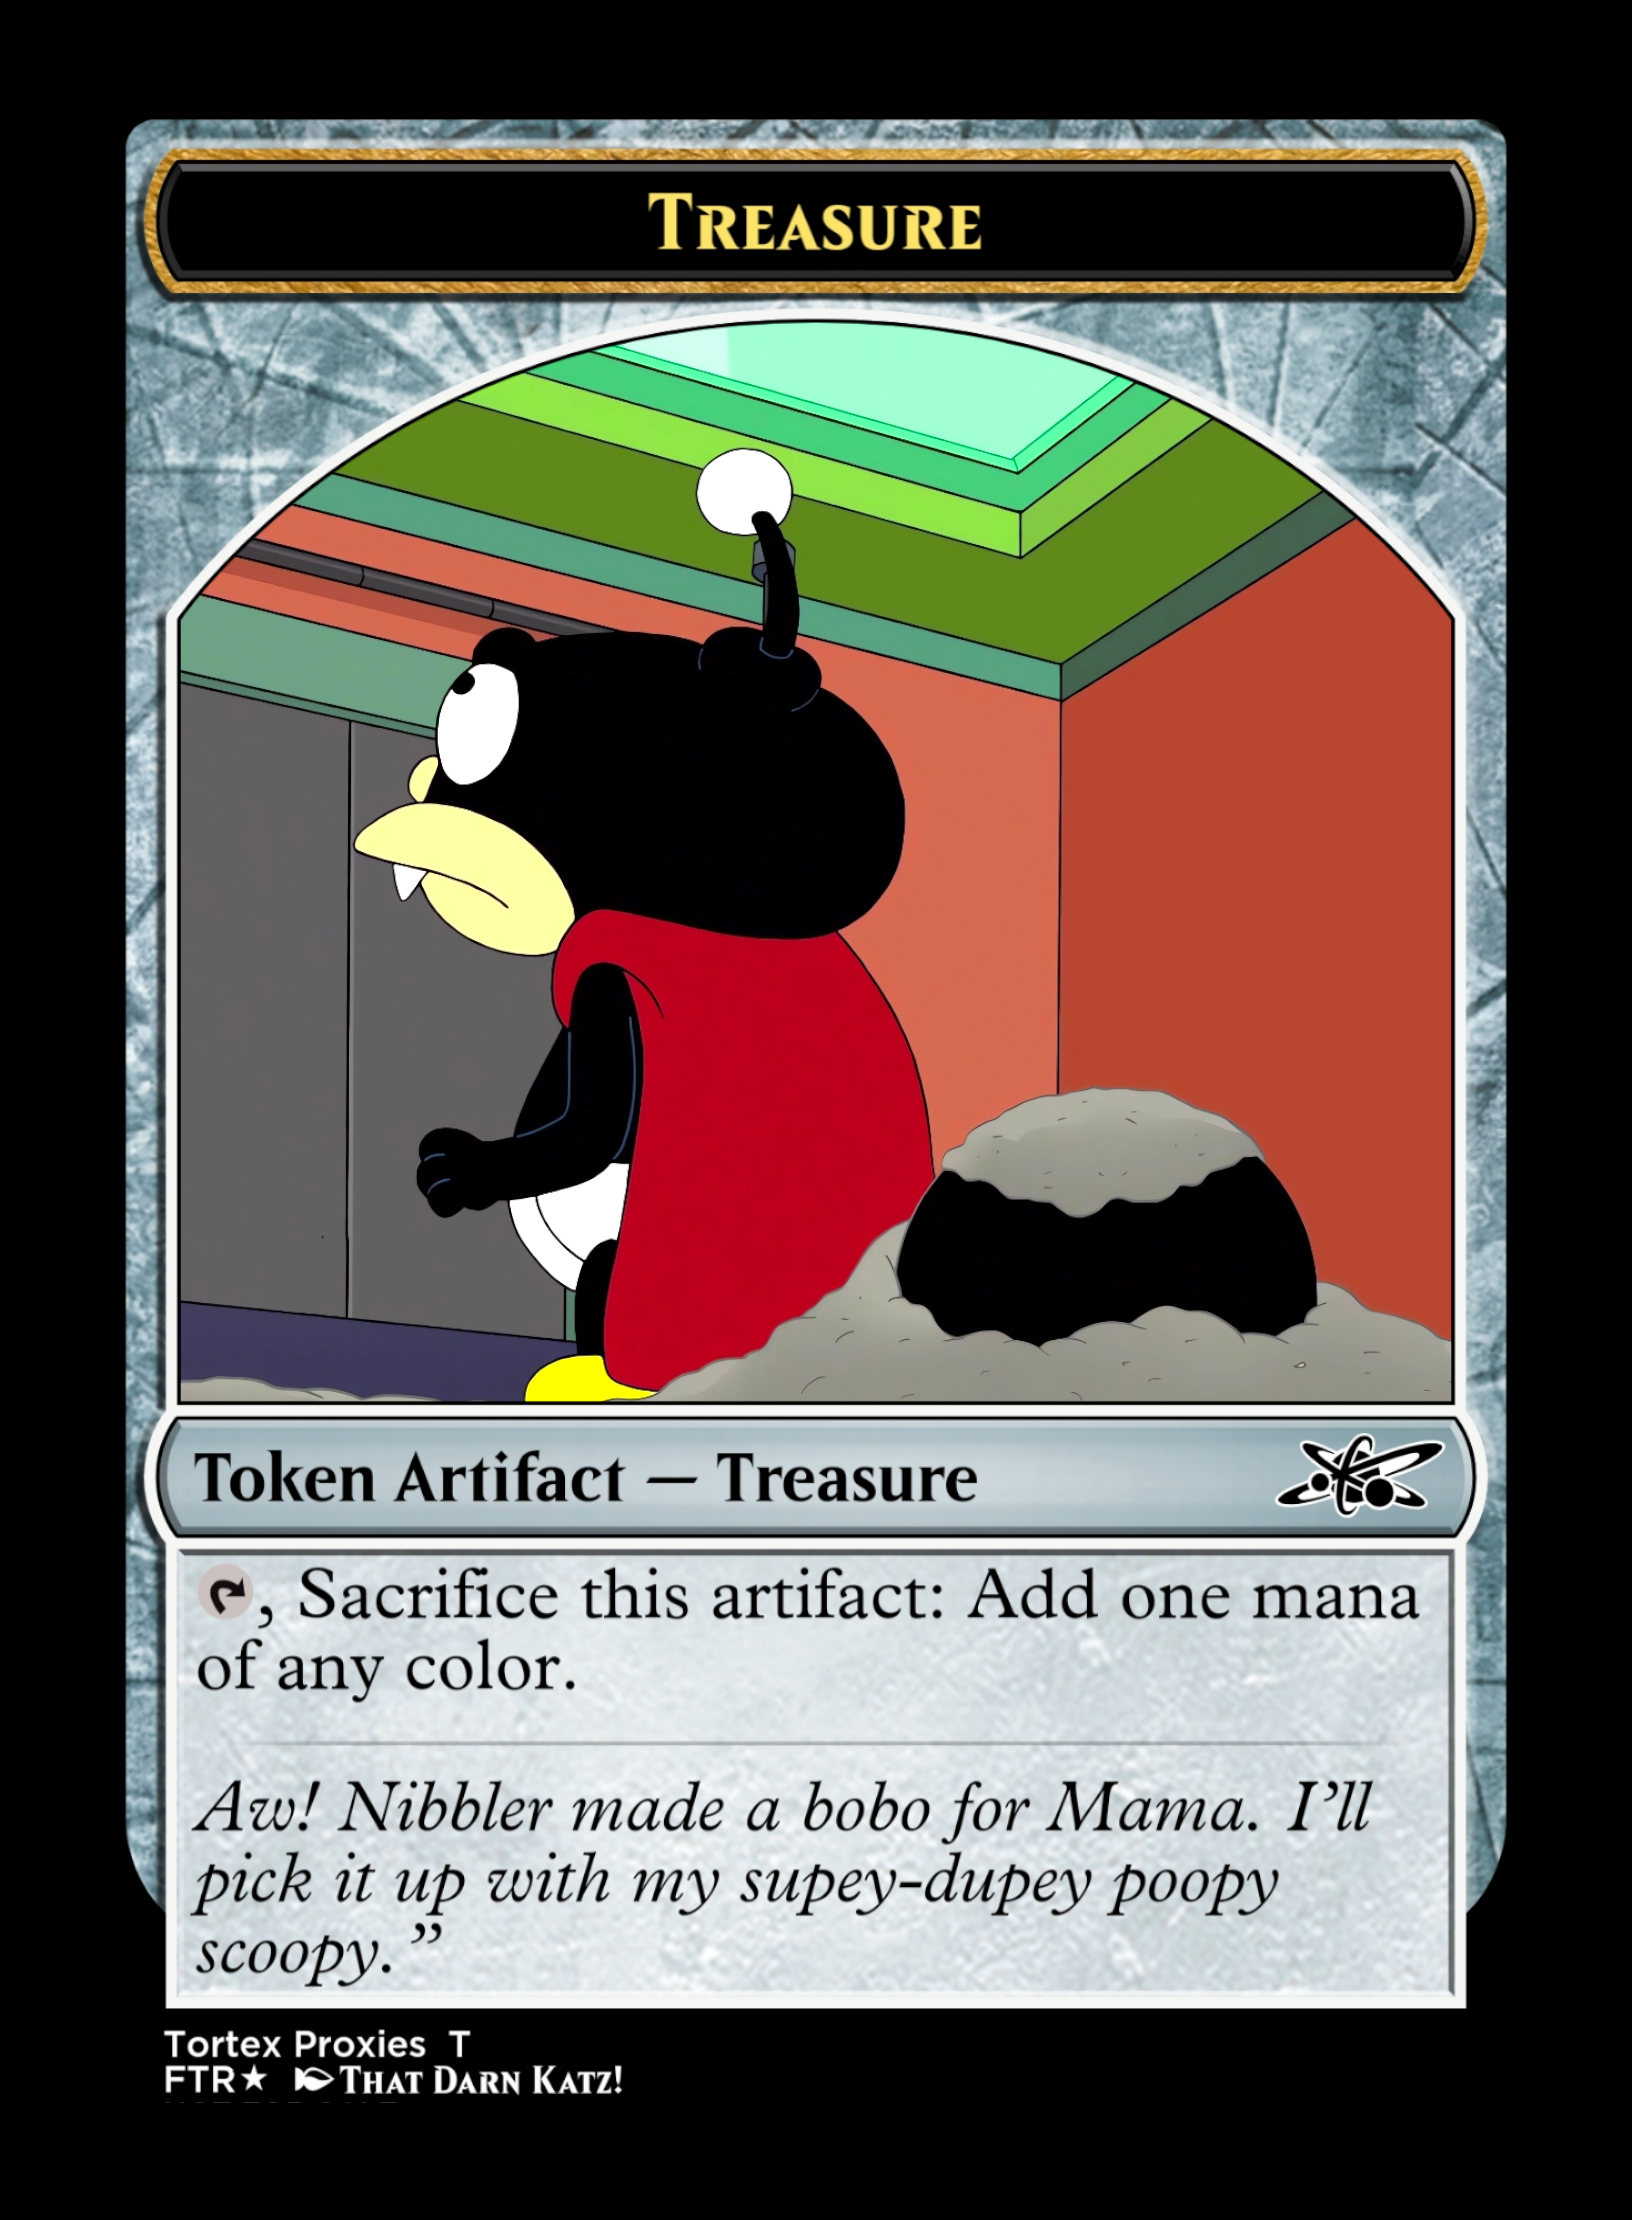 TREASURE
Token Artifact — Treasure
, Sacrifice this artifact: Add one mana
of any color.
Aw! Nibbler made a bobo for Mama. I'll
pick it up with my supey-dupey poopy
scoopy.”
Tortex Proxies T
FTR★ THAT DARN KATZ!